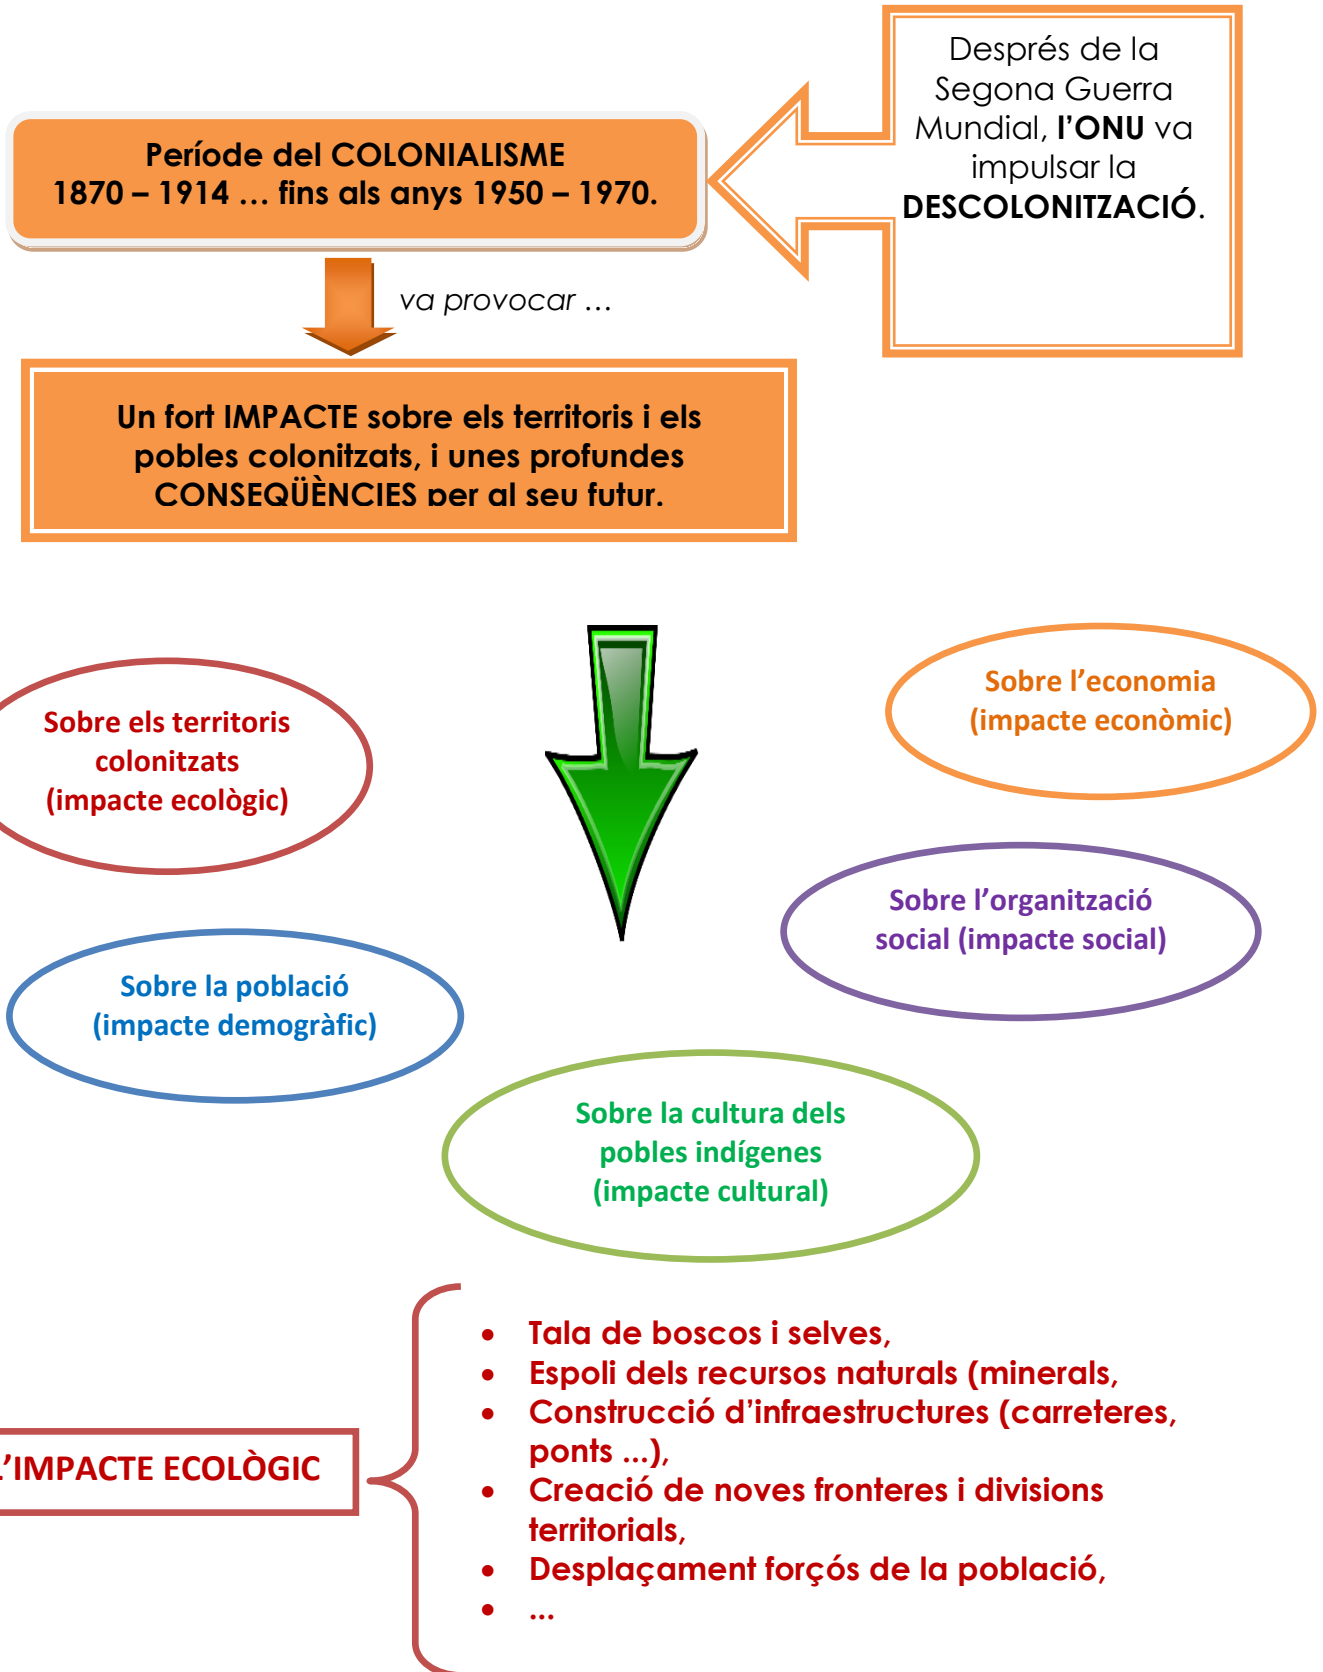 Després de la
Segona Guerra
Mundial, l'ONU va
impulsar la
DESCOLONITZACIÓ.
Període del COLONIALISME
1870 – 1914 … fins als anys 1950 – 1970.
va provocar …
Un fort IMPACTE sobre els territoris i els
pobles colonitzats, i unes profundes
CONSEQÜÈNCIES per al seu futur.
Sobre l'economia
(impacte econòmic)
Sobre els territoris
colonitzats
(impacte ecològic)
Sobre l'organització
social (impacte social)
Sobre la població
(impacte demogràfic)
Sobre la cultura dels
pobles indígenes
(impacte cultural)
L'IMPACTE ECOLÒGIC
• Tala de boscos i selves,
• Espoli dels recursos naturals (minerals,
• Construcció d'infraestructures (carreteres,
ponts ...),
• Creació de noves fronteres i divisions
territorials,
• Desplaçament forçós de la població,
• ...